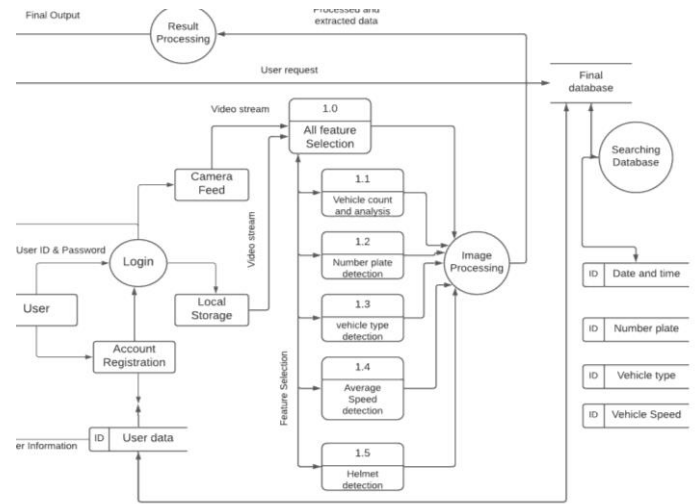 Final Output
Result
Processing
Processed and
extracted data
User request
Final
database
Video stream
1.0
All feature
Selection
Searching
Database
Camera
Feed
1.1
Vehicle count
and analysis
Video stream
User ID & Password
Login
1.2
Number plate
detection
Image
Processing
ID Date and time
User
Local
Storage
1.3
vehicle type
detection
ID Number plate
Account
Registration
1.4
Average
Speed
detection
Feature Selection
ID Vehicle type
ID Vehicle Speed
ID User data
er Information
1.5
Helmet
detection